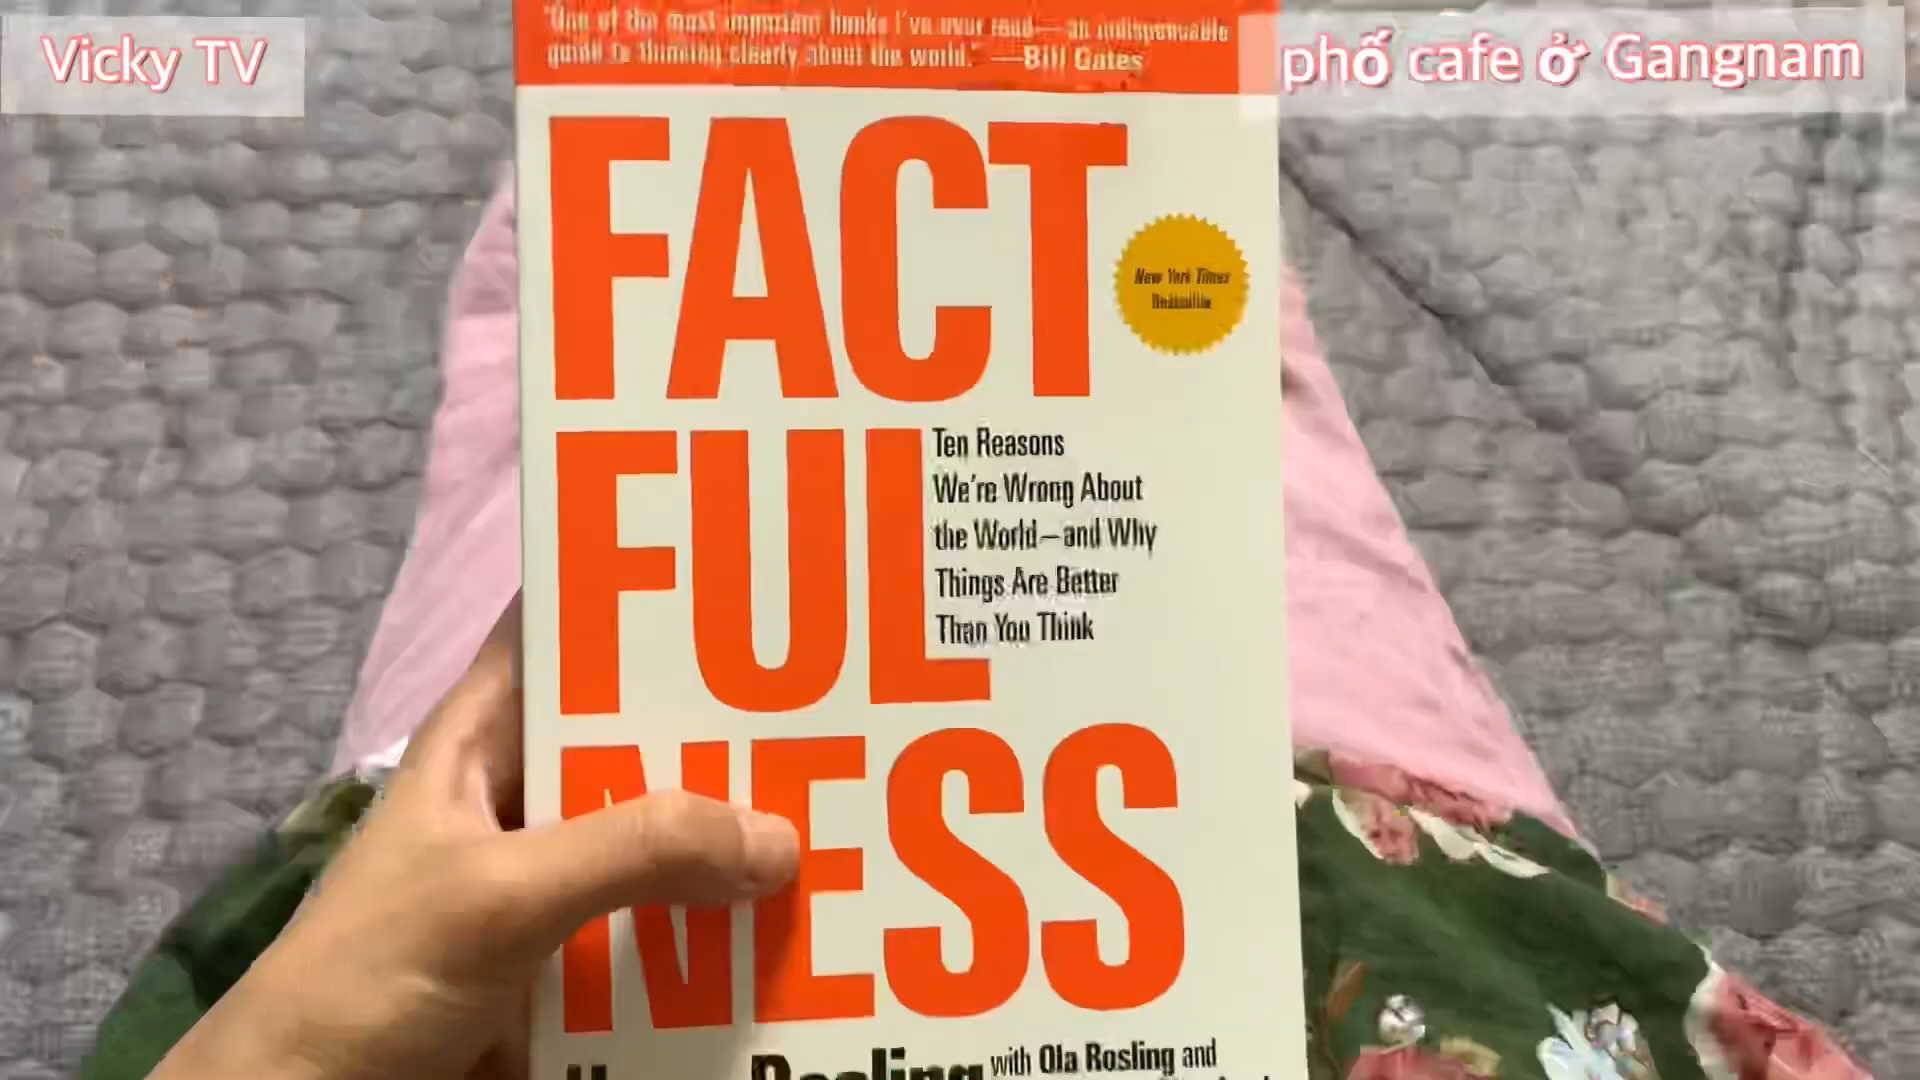 Vicky TV
phố cafe ở Gangnam
"One of the most important books I've ever read—an indispensable
guide to thinking clearly about the world." —Bill Gates
FACT
New York Times
Bestseller
FUL
Ten Reasons
We're Wrong About
the World—and Why
Things Are Better
Than You Think
NESS
Rosling with Ola Rosling and